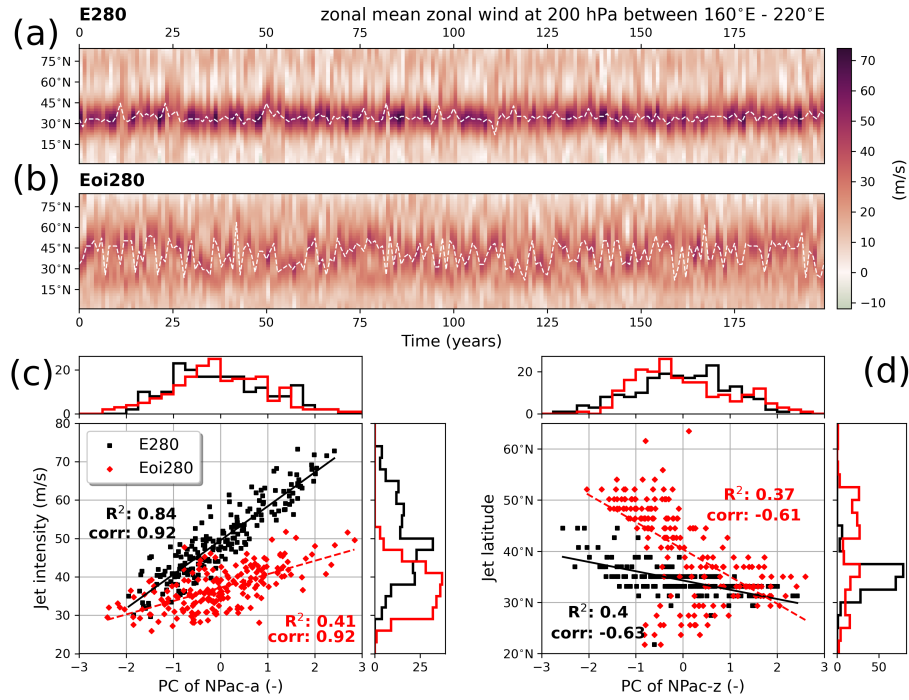 E280 zonal mean zonal wind at 200 hPa between 160°E - 220°E
(a)
0 25 50 75 100 125 150 175
75°N
60°N
45°N
30°N
15°N
(b) Eoi280
75°N
60°N
45°N
30°N
15°N
0 25 50 75 100 125 150 175
Time (years)
70
60
50
40
30
20
10
0
−10
(m/s)
(c)
20
0
80
70
60
50
40
30
20
Jet intensity (m/s)
E280
Eoi280
R²: 0.84
corr: 0.92
R²: 0.41
corr: 0.92
−3 −2 −1 0 1 2 3
PC of NPac-a (-)
0 25
(d)
20
0
60°N
50°N
40°N
30°N
20°N
Jet latitude
R²: 0.37
corr: -0.61
R²: 0.4
corr: -0.63
−3 −2 −1 0 1 2 3
PC of NPac-z (-)
0 50